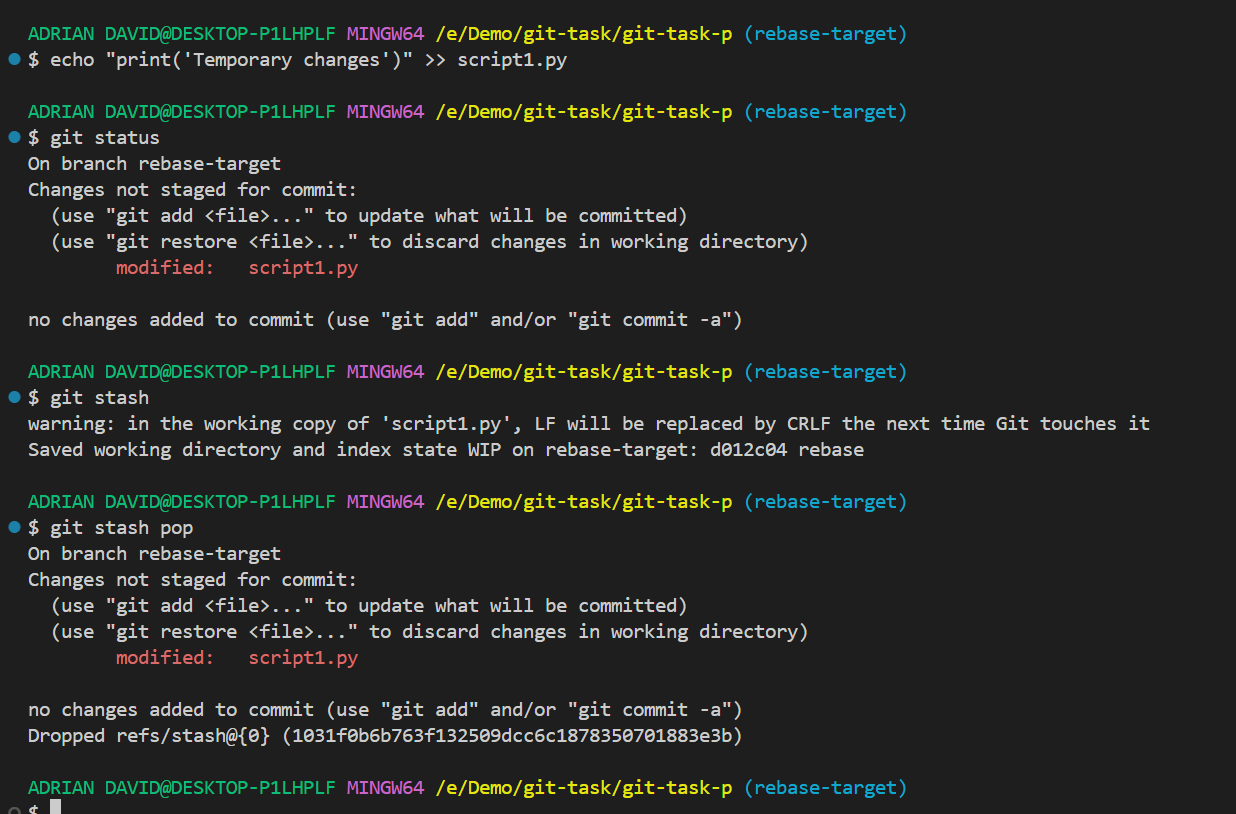 ADRIAN DAVID@DESKTOP-P1LHPLF MINGW64 /e/Demo/git-task/git-task-p (rebase-target)
$ echo "print('Temporary changes')" >> script1.py
ADRIAN DAVID@DESKTOP-P1LHPLF MINGW64 /e/Demo/git-task/git-task-p (rebase-target)
$ git status
On branch rebase-target
Changes not staged for commit:
  (use "git add <file>..." to update what will be committed)
  (use "git restore <file>..." to discard changes in working directory)
        modified:   script1.py
no changes added to commit (use "git add" and/or "git commit -a")
ADRIAN DAVID@DESKTOP-P1LHPLF MINGW64 /e/Demo/git-task/git-task-p (rebase-target)
$ git stash
warning: in the working copy of 'script1.py', LF will be replaced by CRLF the next time Git touches it
Saved working directory and index state WIP on rebase-target: d012c04 rebase
ADRIAN DAVID@DESKTOP-P1LHPLF MINGW64 /e/Demo/git-task/git-task-p (rebase-target)
$ git stash pop
On branch rebase-target
Changes not staged for commit:
  (use "git add <file>..." to update what will be committed)
  (use "git restore <file>..." to discard changes in working directory)
        modified:   script1.py
no changes added to commit (use "git add" and/or "git commit -a")
Dropped refs/stash@{0} (1031f0b6b763f132509dcc6c1878350701883e3b)
ADRIAN DAVID@DESKTOP-P1LHPLF MINGW64 /e/Demo/git-task/git-task-p (rebase-target)
$